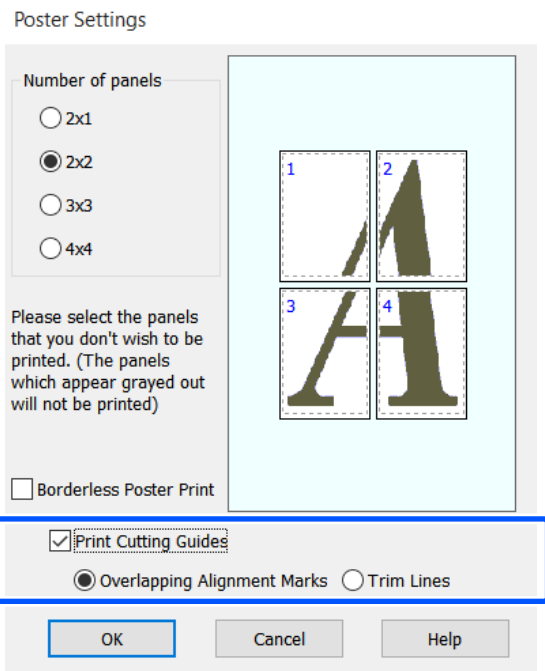 Poster Settings
Number of panels
2x1
2x2
3x3
4x4
1
2
3
4
Please select the panels
that you don't wish to be
printed. (The panels
which appear grayed out
will not be printed)
Borderless Poster Print
Print Cutting Guides
Overlapping Alignment Marks Trim Lines
OK Cancel Help